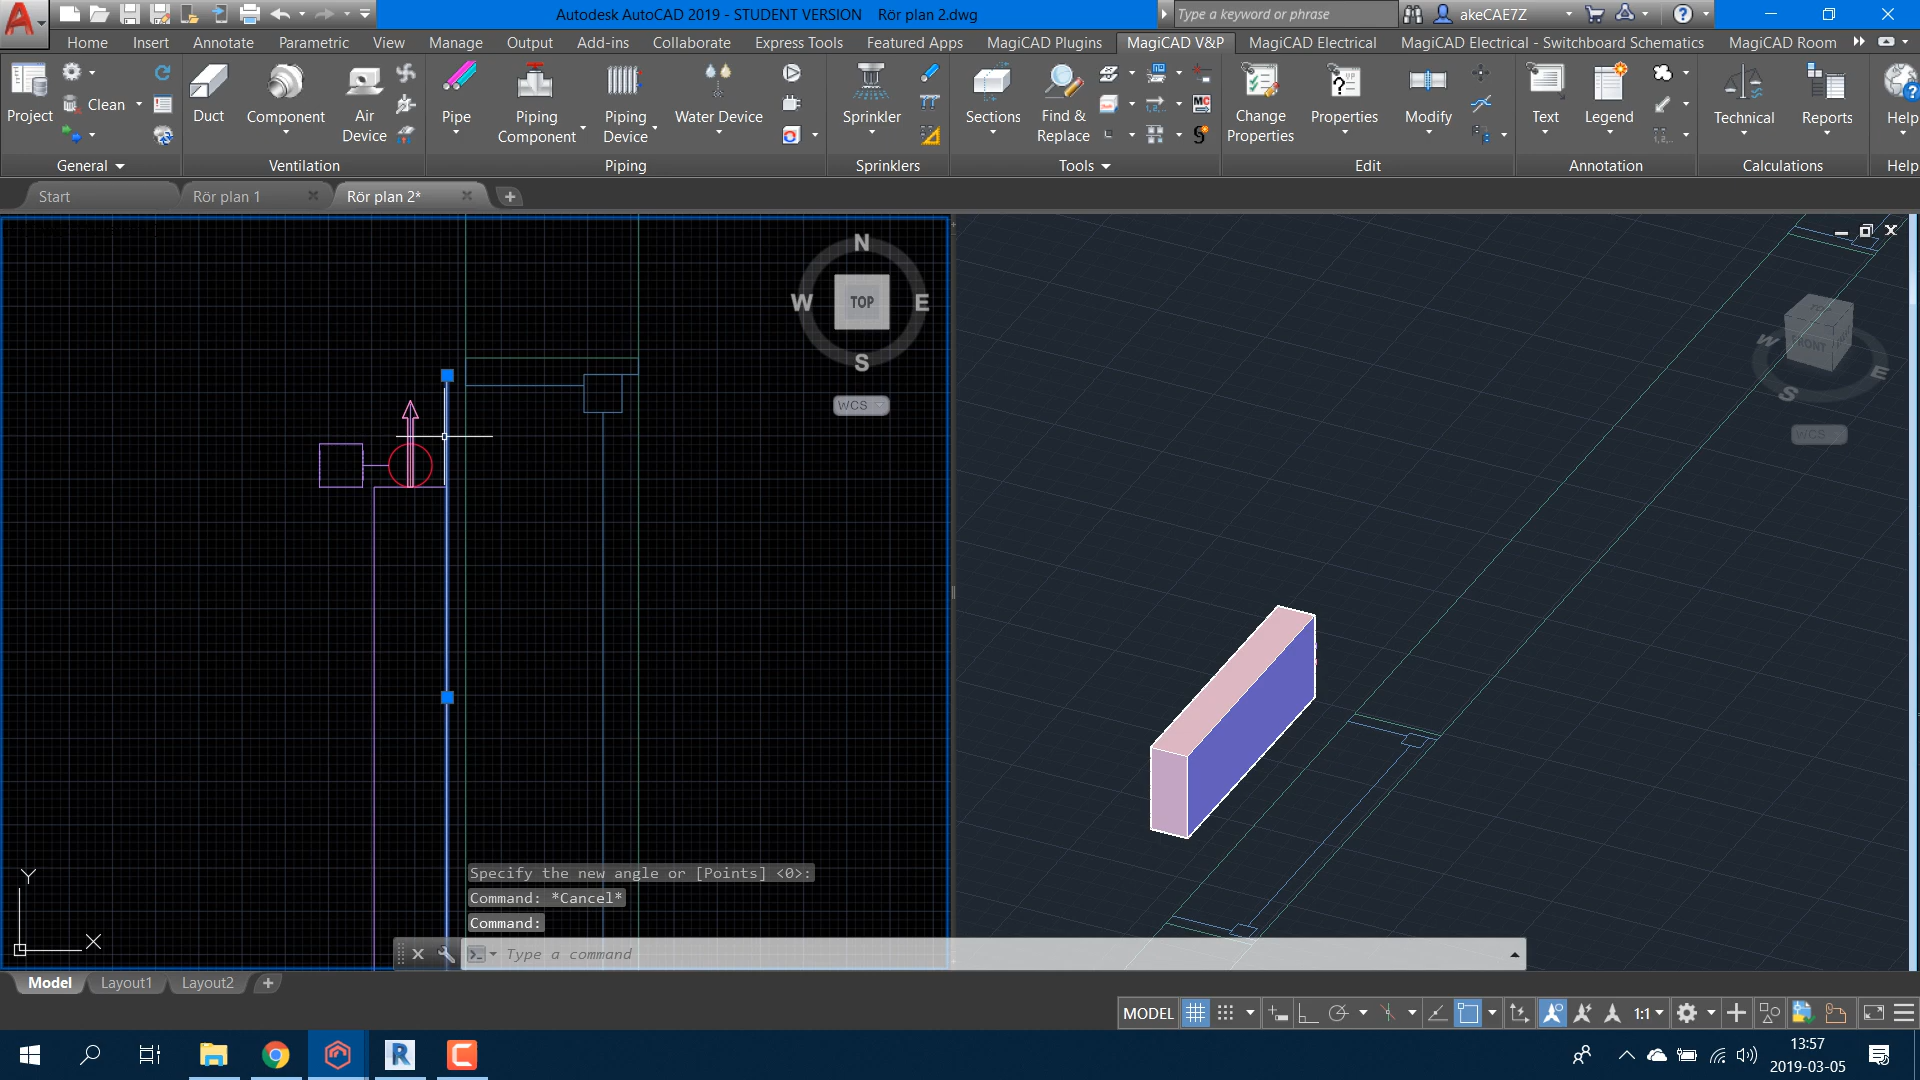 Autodesk AutoCAD 2019 - STUDENT VERSION Rör plan 2.dwg
Type a keyword or phrase
akeCAE7Z
Home Insert Annotate Parametric View Manage Output Add-ins Collaborate Express Tools Featured Apps MagiCAD Plugins MagiCAD V&P MagiCAD Electrical MagiCAD Electrical - Switchboard Schematics MagiCAD Room
Project
Clean
General
Duct
Component
Air
Device
Ventilation
Pipe
Piping
Component
Piping
Device
Water Device
Piping
Sprinkler
Sprinklers
Sections
Find &
Replace
MC
Tools
Change
Properties
Properties
Modify
Edit
Text
Legend
Annotation
Technical
Reports
Calculations
Help
Help
Start Rör plan 1 Rör plan 2*
N
W TOP E
S
WCS
TOP
FRONT
W
S
E
WCS
Y
X
Specify the new angle or [Points] <0>:
Command: *Cancel*
Command:
Type a command
Model Layout1 Layout2
MODEL
1:1
13:57
2019-03-05